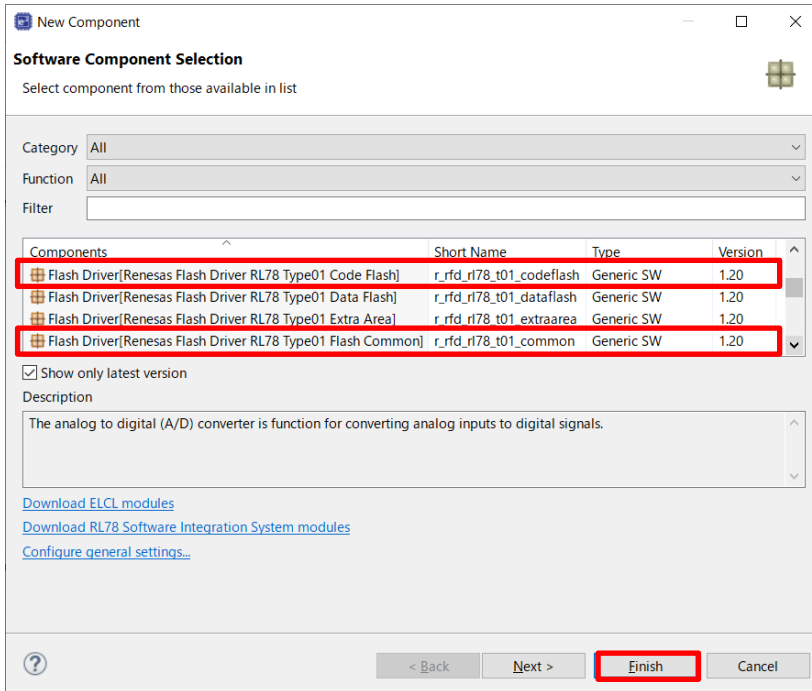 New Component
Software Component Selection
Select component from those available in list
Category All
Function All
Filter
Components Short Name Type Version
Flash Driver[Renesas Flash Driver RL78 Type01 Code Flash] r_rfd_rl78_t01_codeflash Generic SW 1.20
Flash Driver[Renesas Flash Driver RL78 Type01 Data Flash] r_rfd_rl78_t01_dataflash Generic SW 1.20
Flash Driver[Renesas Flash Driver RL78 Type01 Extra Area] r_rfd_rl78_t01_extraarea Generic SW 1.20
Flash Driver[Renesas Flash Driver RL78 Type01 Flash Common] r_rfd_rl78_t01_common Generic SW 1.20
Show only latest version
Description
The analog to digital (A/D) converter is function for converting analog inputs to digital signals.
Download ELCL modules
Download RL78 Software Integration System modules
Configure general settings...
? < Back Next > Finish Cancel